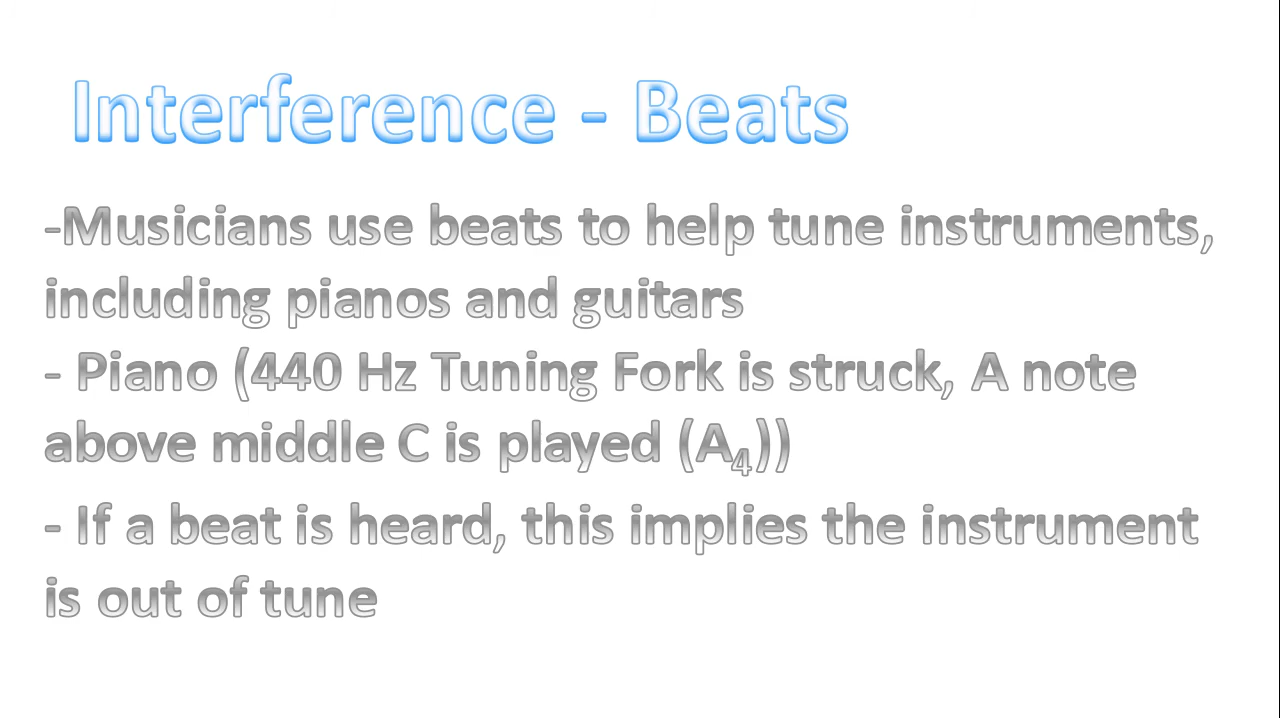 Interference - Beats
-Musicians use beats to help tune instruments,
including pianos and guitars
- Piano (440 Hz Tuning Fork is struck, A note
above middle C is played (A₄))
- If a beat is heard, this implies the instrument
is out of tune